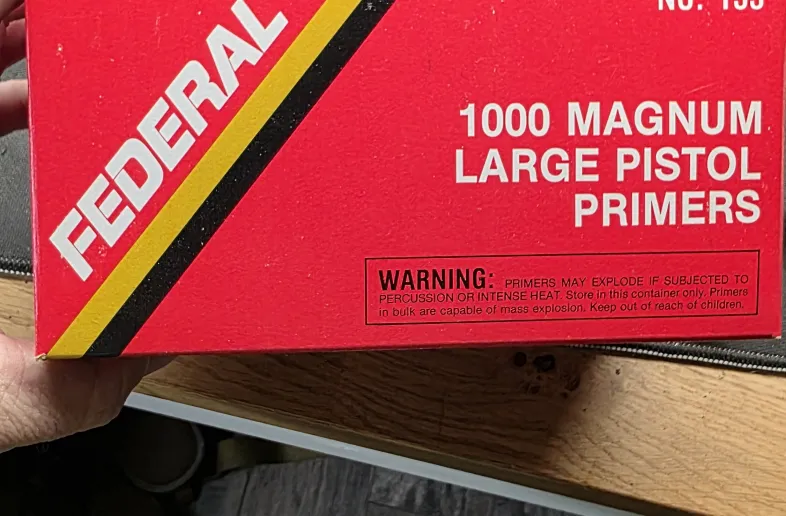 FEDERAL
1000 MAGNUM
LARGE PISTOL
PRIMERS
WARNING: PRIMERS MAY EXPLODE IF SUBJECTED TO
PERCUSSION OR INTENSE HEAT. Store in this container only. Primers
in bulk are capable of mass explosion. Keep out of reach of children.